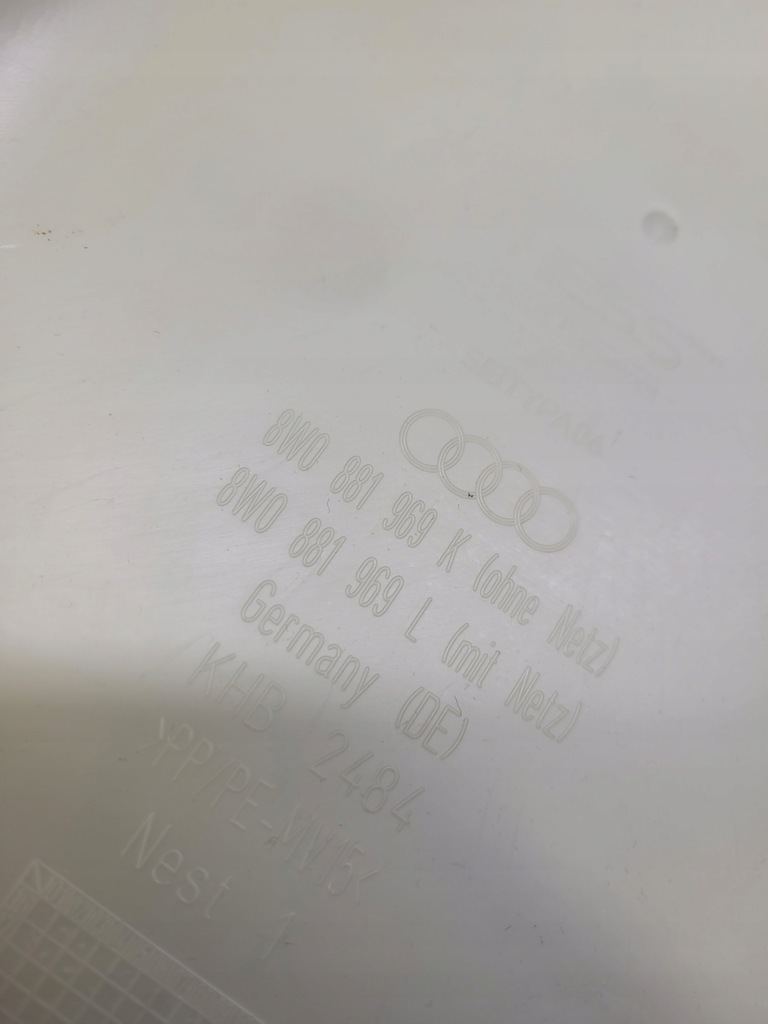 8W0 881 969 K (ohne Netz)
8W0 881 969 L (mit Netz)
Germany (DE)
KHB 2484
>PP/PE-MV15<
Nest 1